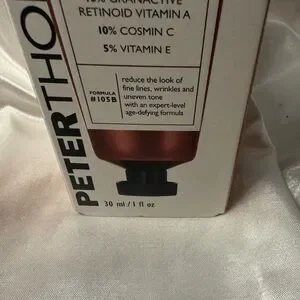 10% GRANACTIVE
RETINOID VITAMIN A
10% COSMIN C
5% VITAMIN E
FORMULA
#105B
reduce the look of
fine lines, wrinkles and
uneven tone
with an expert-level
age-defying formula
PETERTHO
30 ml / 1 fl oz